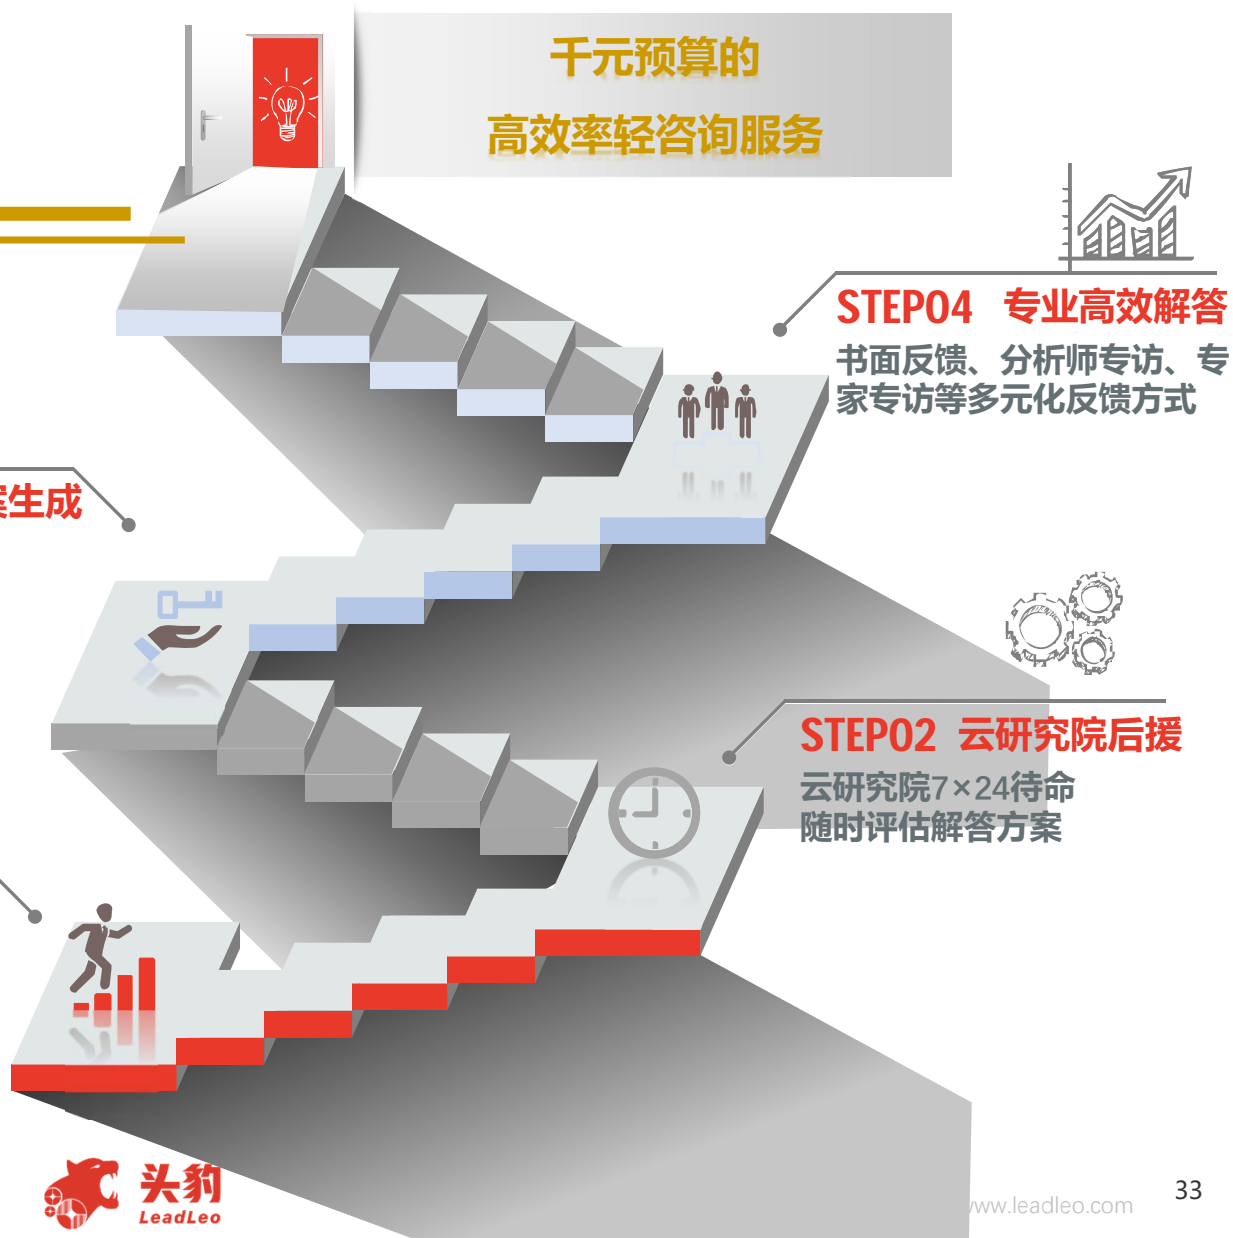 千元预算的
高效率轻咨询服务
STEP04 专业高效解答
书面反馈、分析师专访、专
家专访等多元化反馈方式
生成
STEP02 云研究院后援
云研究院7×24待命
随时评估解答方案
头豹
LeadLeo
www.leadleo.com
33